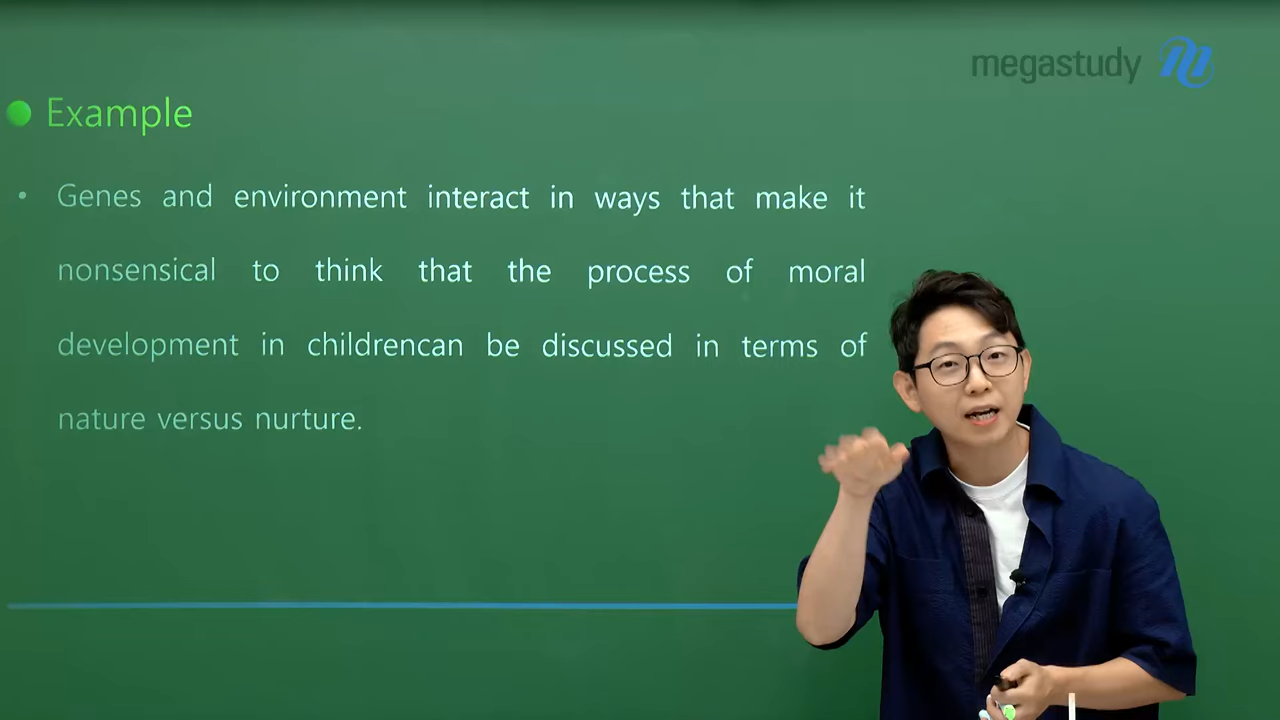 megastudy
Example
• Genes and environment interact in ways that make it
nonsensical to think that the process of moral
development in childrencan be discussed in terms of
nature versus nurture.